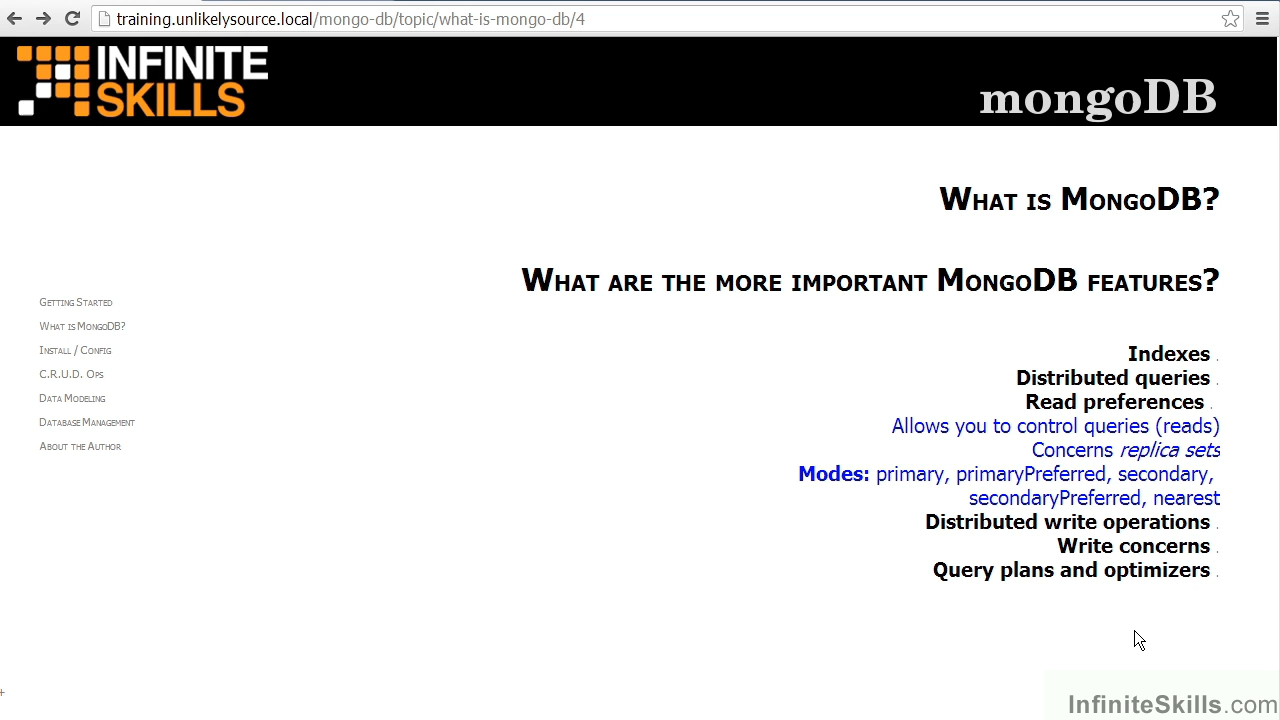 training.unlikelysource.local/mongo-db/topic/what-is-mongo-db/4
INFINITE
SKILLS
mongoDB
What is MongoDB?
What are the more important MongoDB features?
Getting Started
What is MongoDB?
Install / Config
C.R.U.D. Ops
Data Modeling
Database Management
About the Author
Indexes .
Distributed queries .
Read preferences .
Allows you to control queries (reads)
Concerns replica sets
Modes: primary, primaryPreferred, secondary,
secondaryPreferred, nearest
Distributed write operations .
Write concerns .
Query plans and optimizers .
+
InfiniteSkills.com